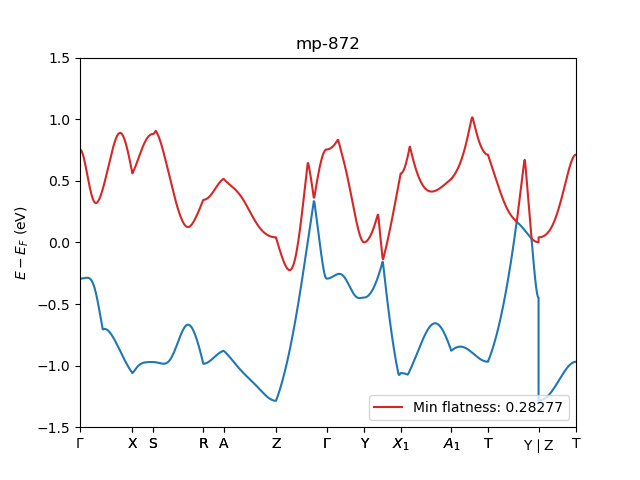 mp-872
E − E_F (eV)
1.5
1.0
0.5
0.0
−0.5
−1.0
−1.5
Γ X S R A Z Γ Y X₁ A₁ T Y | Z T
Min flatness: 0.28277